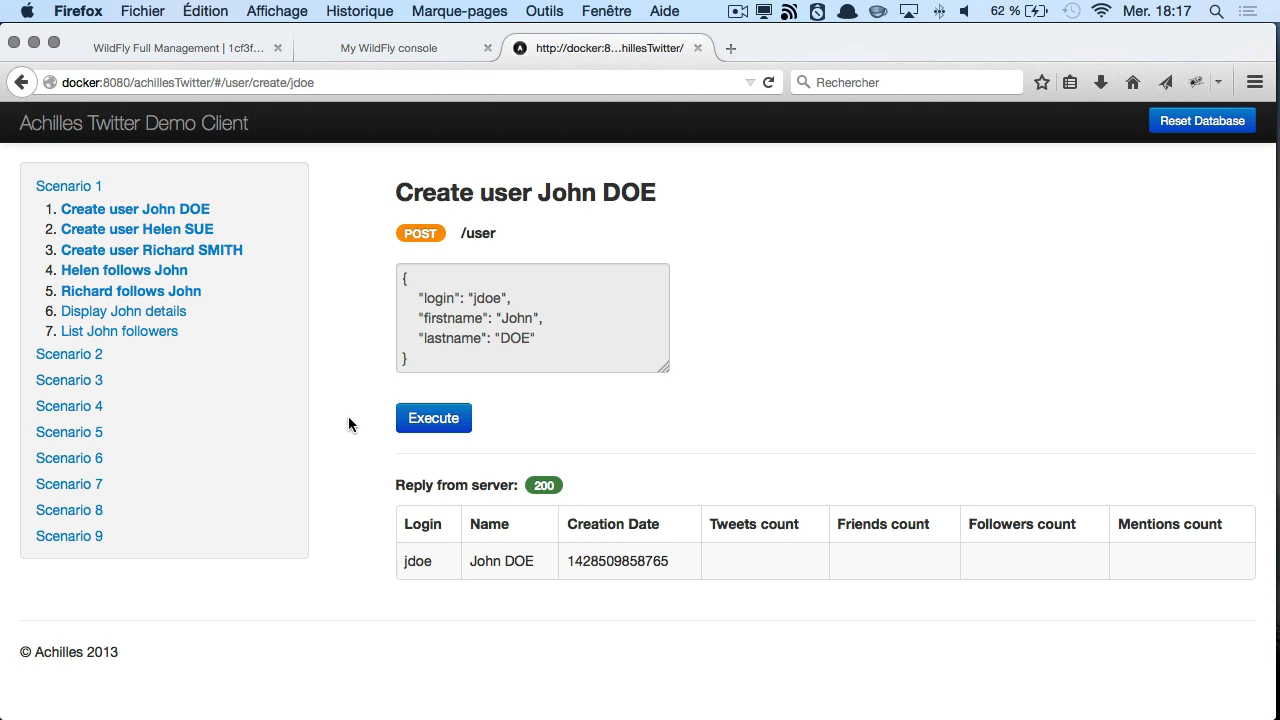 Firefox Fichier Édition Affichage Historique Marque-pages Outils Fenêtre Aide 62 % Mer. 18:17
WildFly Full Management | 1cf3f... My WildFly console http://docker:8...hillesTwitter/
docker:8080/achillesTwitter/#/user/create/jdoe Rechercher
Achilles Twitter Demo Client Reset Database
Scenario 1
1. Create user John DOE
2. Create user Helen SUE
3. Create user Richard SMITH
4. Helen follows John
5. Richard follows John
6. Display John details
7. List John followers
Scenario 2
Scenario 3
Scenario 4
Scenario 5
Scenario 6
Scenario 7
Scenario 8
Scenario 9
Create user John DOE
POST /user
{
"login": "jdoe",
"firstname": "John",
"lastname": "DOE"
}
Execute
Reply from server: 200
Login Name Creation Date Tweets count Friends count Followers count Mentions count
jdoe John DOE 1428509858765
© Achilles 2013